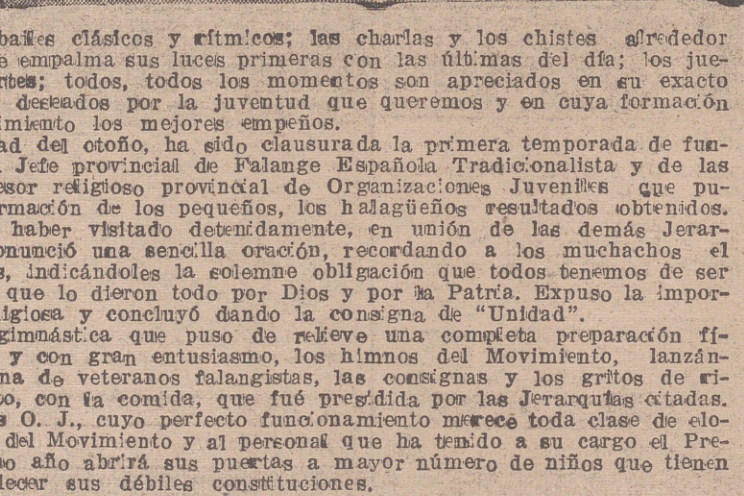 bailes clásicos y rítmicos; las charlas y los chistes alrededor
e empalma sus luces primeras con las últimas del día; los jue-
ntes; todos, todos los momentos son apreciados en su exacto
deseados por la juventud que queremos y en cuya formación
imiento los mejores empeños.
ad del otoño, ha sido clausurada la primera temporada de fun-
Jefe provincial de Falange Española Tradicionalista y de las
esor religioso provincial de Organizaciones Juveniles que pu-
rmación de los pequeños, los halagüeños resultados obtenidos.
haber visitado detenidamente, en unión de las demás Jerar-
onunció una sencilla oración, recordando a los muchachos el
s, indicándoles la solemne obligación que todos tenemos de ser
que lo dieron todo por Dios y por la Patria. Expuso la impor-
ligiosa y concluyó dando la consigna de "Unidad".
gimnástica que puso de relieve una completa preparación fí-
y con gran entusiasmo, los himnos del Movimiento, lanzán-
na de veteranos falangistas, las consignas y los gritos de ri-
po, con la comida, que fué presidida por las Jerarquías citadas.
s O. J., cuyo perfecto funcionamiento merece toda clase de elo-
del Movimiento y al personal que ha tenido a su cargo el Pre-
o año abrirá sus puertas a mayor número de niños que tienen
lecer sus débiles constituciones.